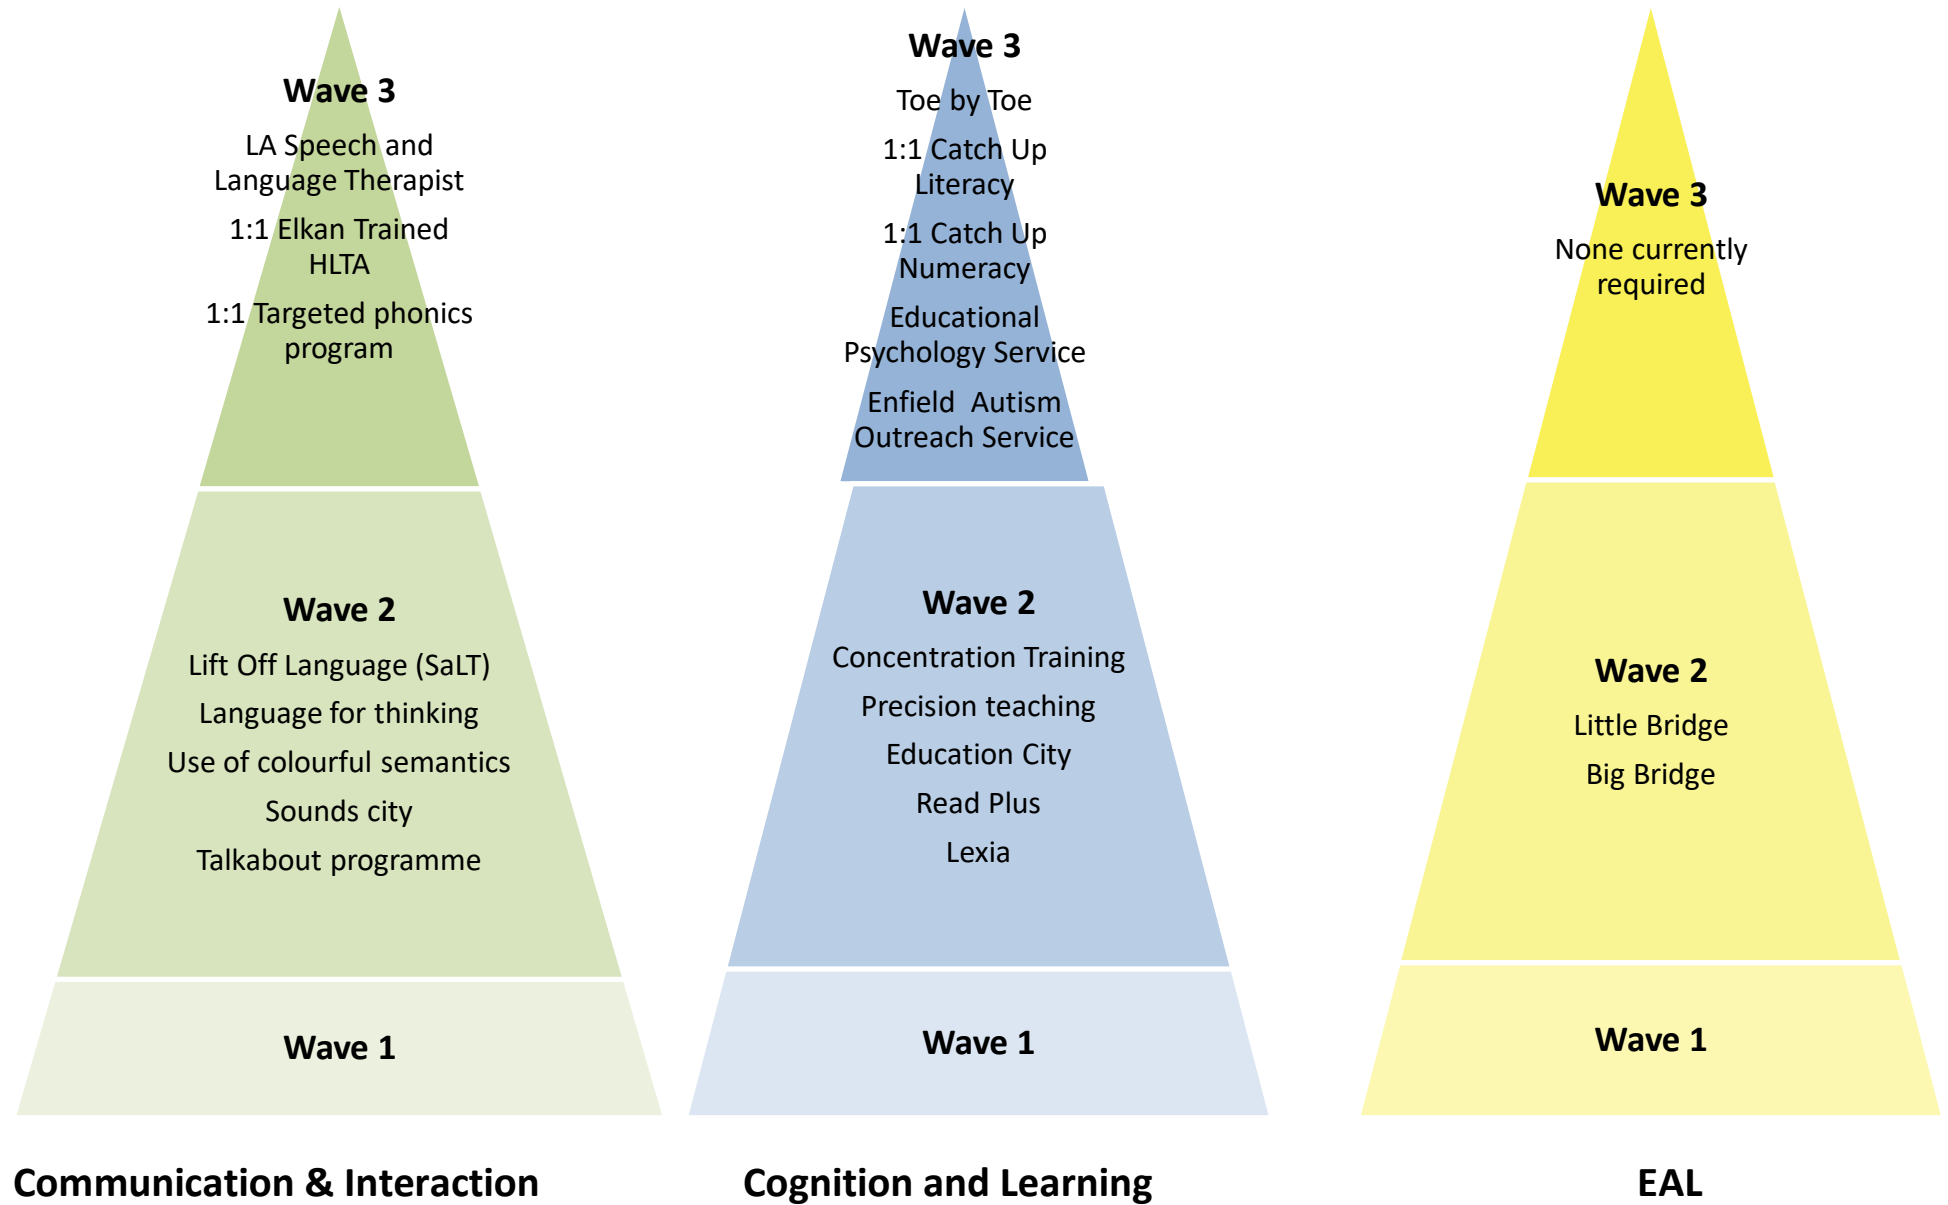 Wave 3
LA Speech and
Language Therapist
1:1 Elkan Trained
HLTA
1:1 Targeted phonics
program
Wave 2
Lift Off Language (SaLT)
Language for thinking
Use of colourful semantics
Sounds city
Talkabout programme
Wave 1
Communication & Interaction
Wave 3
Toe by Toe
1:1 Catch Up
Literacy
1:1 Catch Up
Numeracy
Educational
Psychology Service
Enfield  Autism
Outreach Service
Wave 2
Concentration Training
Precision teaching
Education City
Read Plus
Lexia
Wave 1
Cognition and Learning
Wave 3
None currently
required
Wave 2
Little Bridge
Big Bridge
Wave 1
EAL